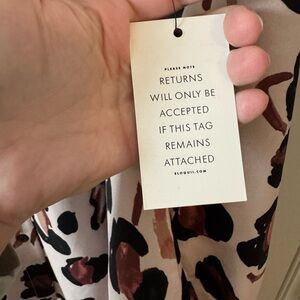 PLEASE NOTE
RETURNS
WILL ONLY BE
ACCEPTED
IF THIS TAG
REMAINS
ATTACHED
ELOQUII.COM